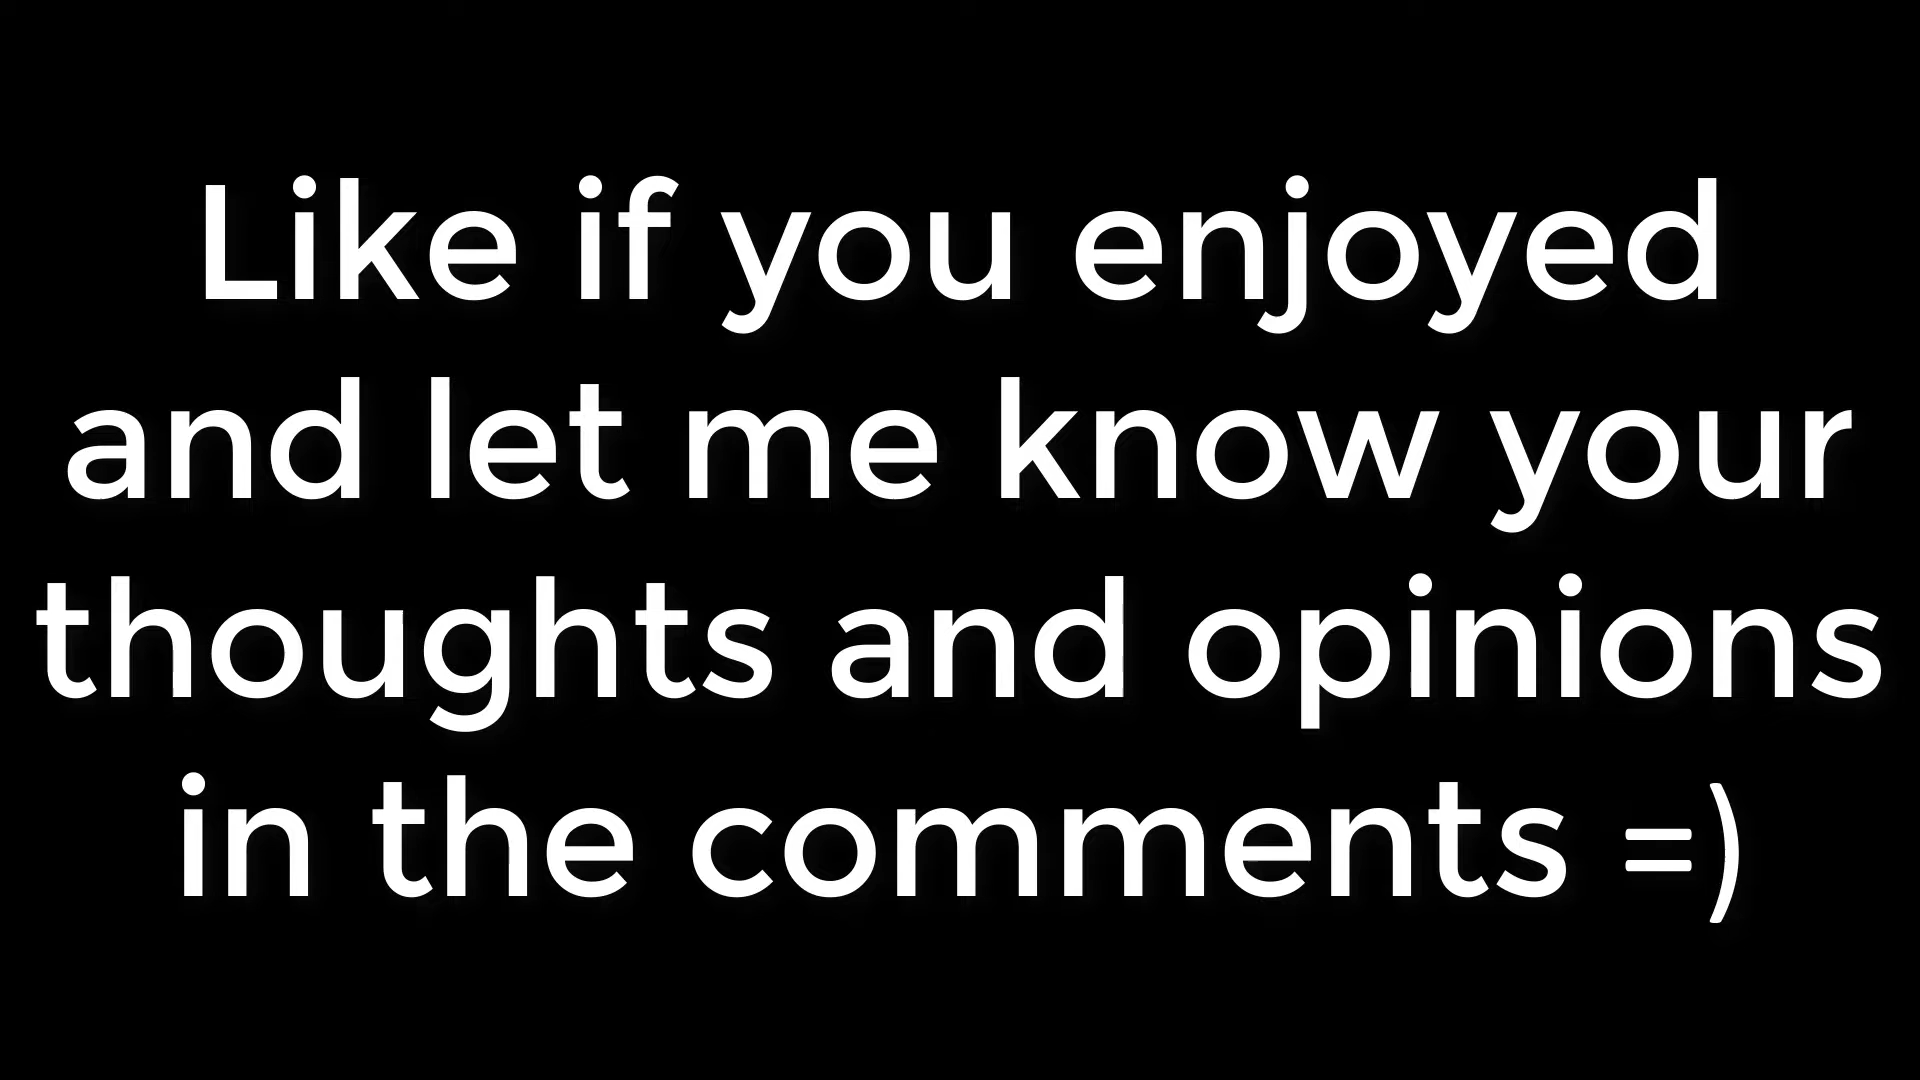 Like if you enjoyed
and let me know your
thoughts and opinions
in the comments =)